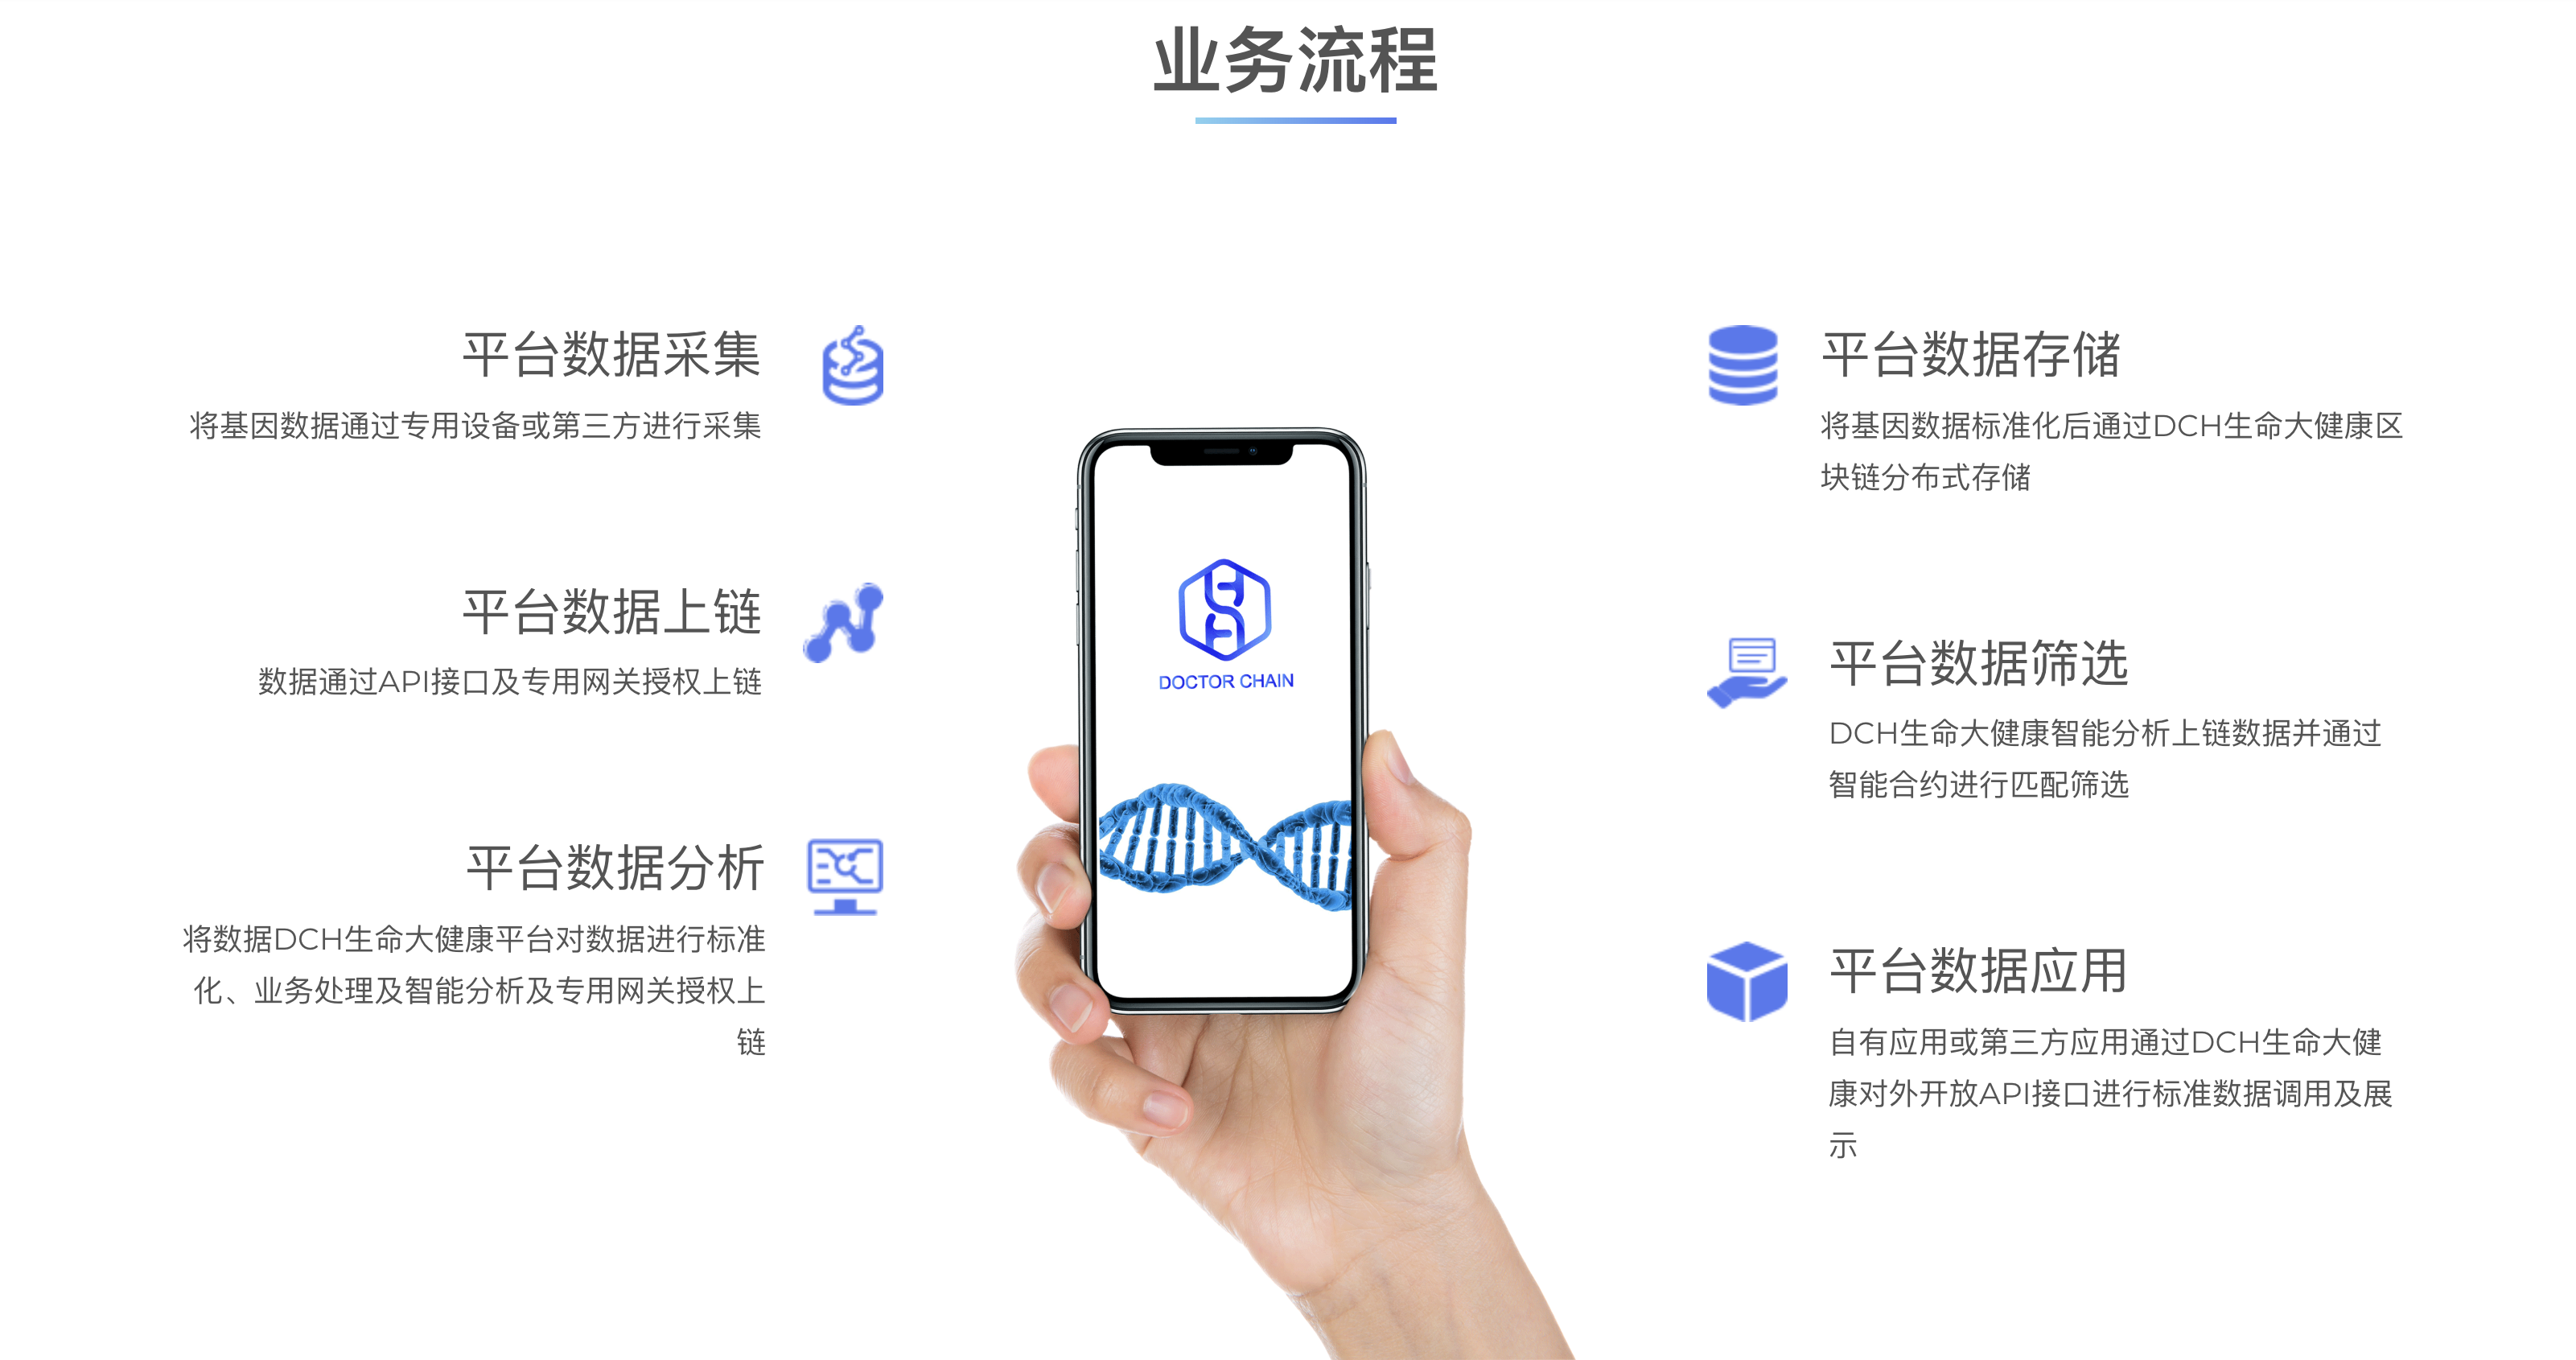 业务流程
平台数据采集
将基因数据通过专用设备或第三方进行采集
平台数据上链
数据通过API接口及专用网关授权上链
平台数据分析
将数据DCH生命大健康平台对数据进行标准
化、业务处理及智能分析及专用网关授权上
链
DOCTOR CHAIN
平台数据存储
将基因数据标准化后通过DCH生命大健康区
块链分布式存储
平台数据筛选
DCH生命大健康智能分析上链数据并通过
智能合约进行匹配筛选
平台数据应用
自有应用或第三方应用通过DCH生命大健
康对外开放API接口进行标准数据调用及展
示